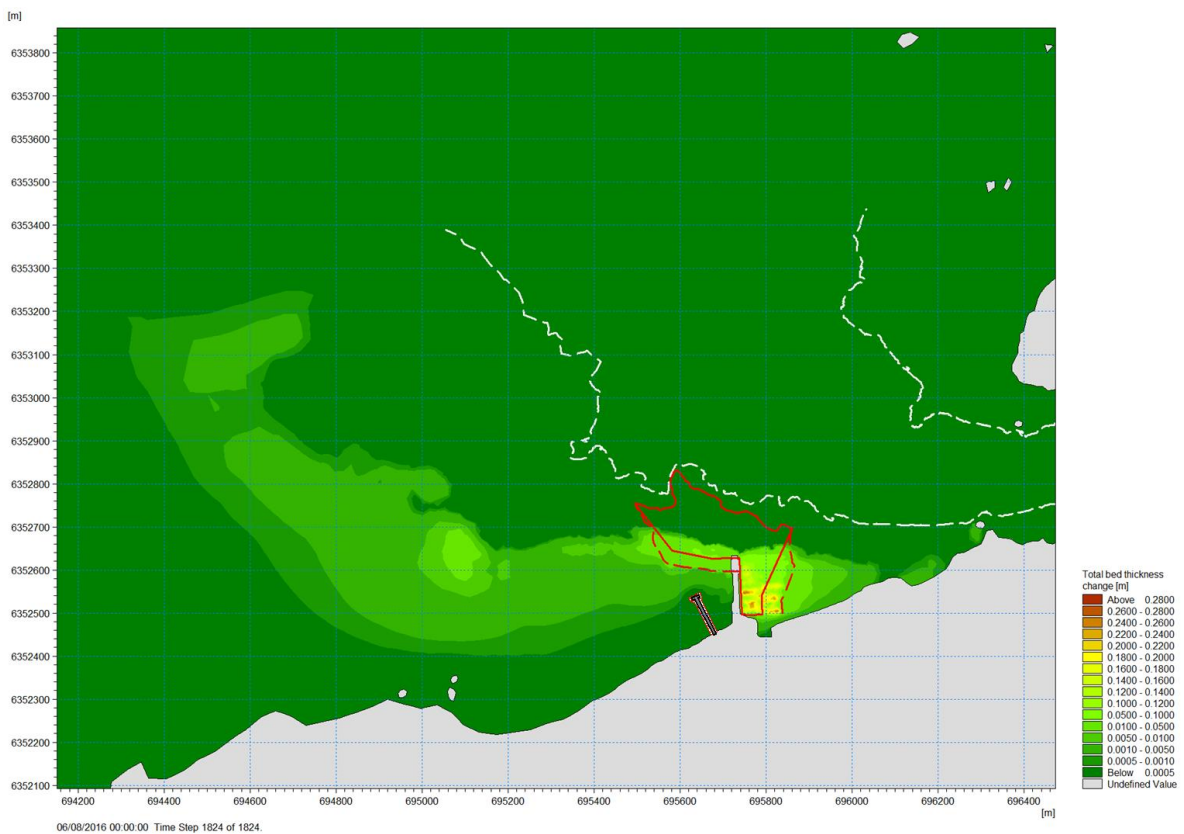 [m]
6353800
6353700
6353600
6353500
6353400
6353300
6353200
6353100
6353000
6352900
6352800
6352700
6352600
6352500
6352400
6352300
6352200
6352100
694200 694400 694600 694800 695000 695200 695400 695600 695800 696000 696200 696400
[m]
Total bed thickness
change [m]
Above 0.2800
0.2600 - 0.2800
0.2400 - 0.2600
0.2200 - 0.2400
0.2000 - 0.2200
0.1800 - 0.2000
0.1600 - 0.1800
0.1400 - 0.1600
0.1200 - 0.1400
0.1000 - 0.1200
0.0500 - 0.1000
0.0100 - 0.0500
0.0050 - 0.0100
0.0010 - 0.0050
0.0005 - 0.0010
Below 0.0005
Undefined Value
06/08/2016 00:00:00 Time Step 1824 of 1824.